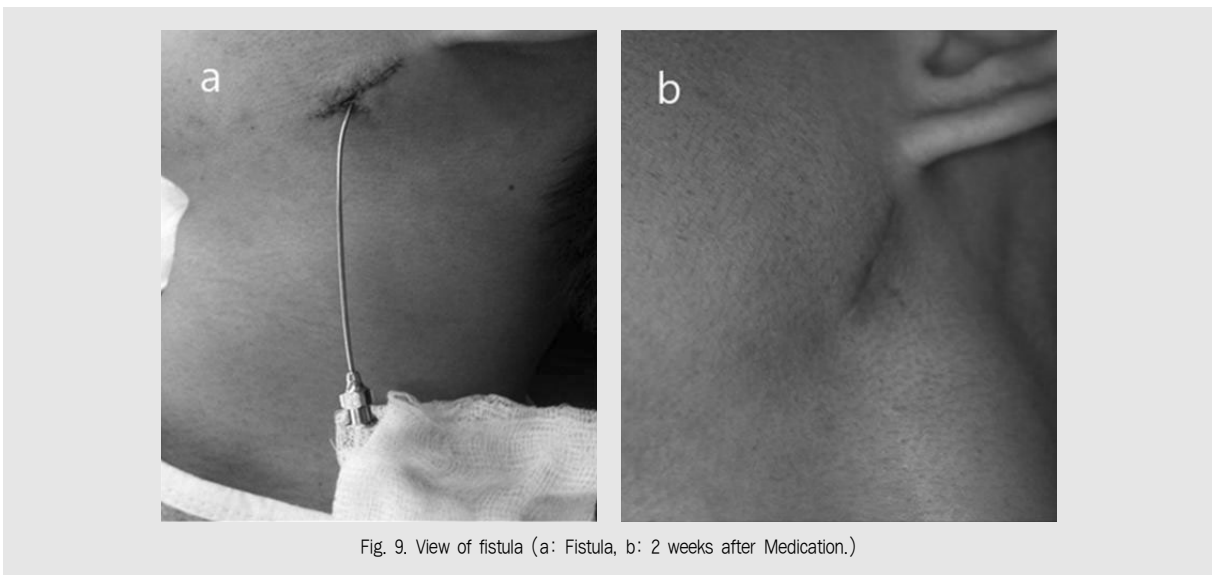 a
b
Fig. 9. View of fistula (a: Fistula, b: 2 weeks after Medication.)